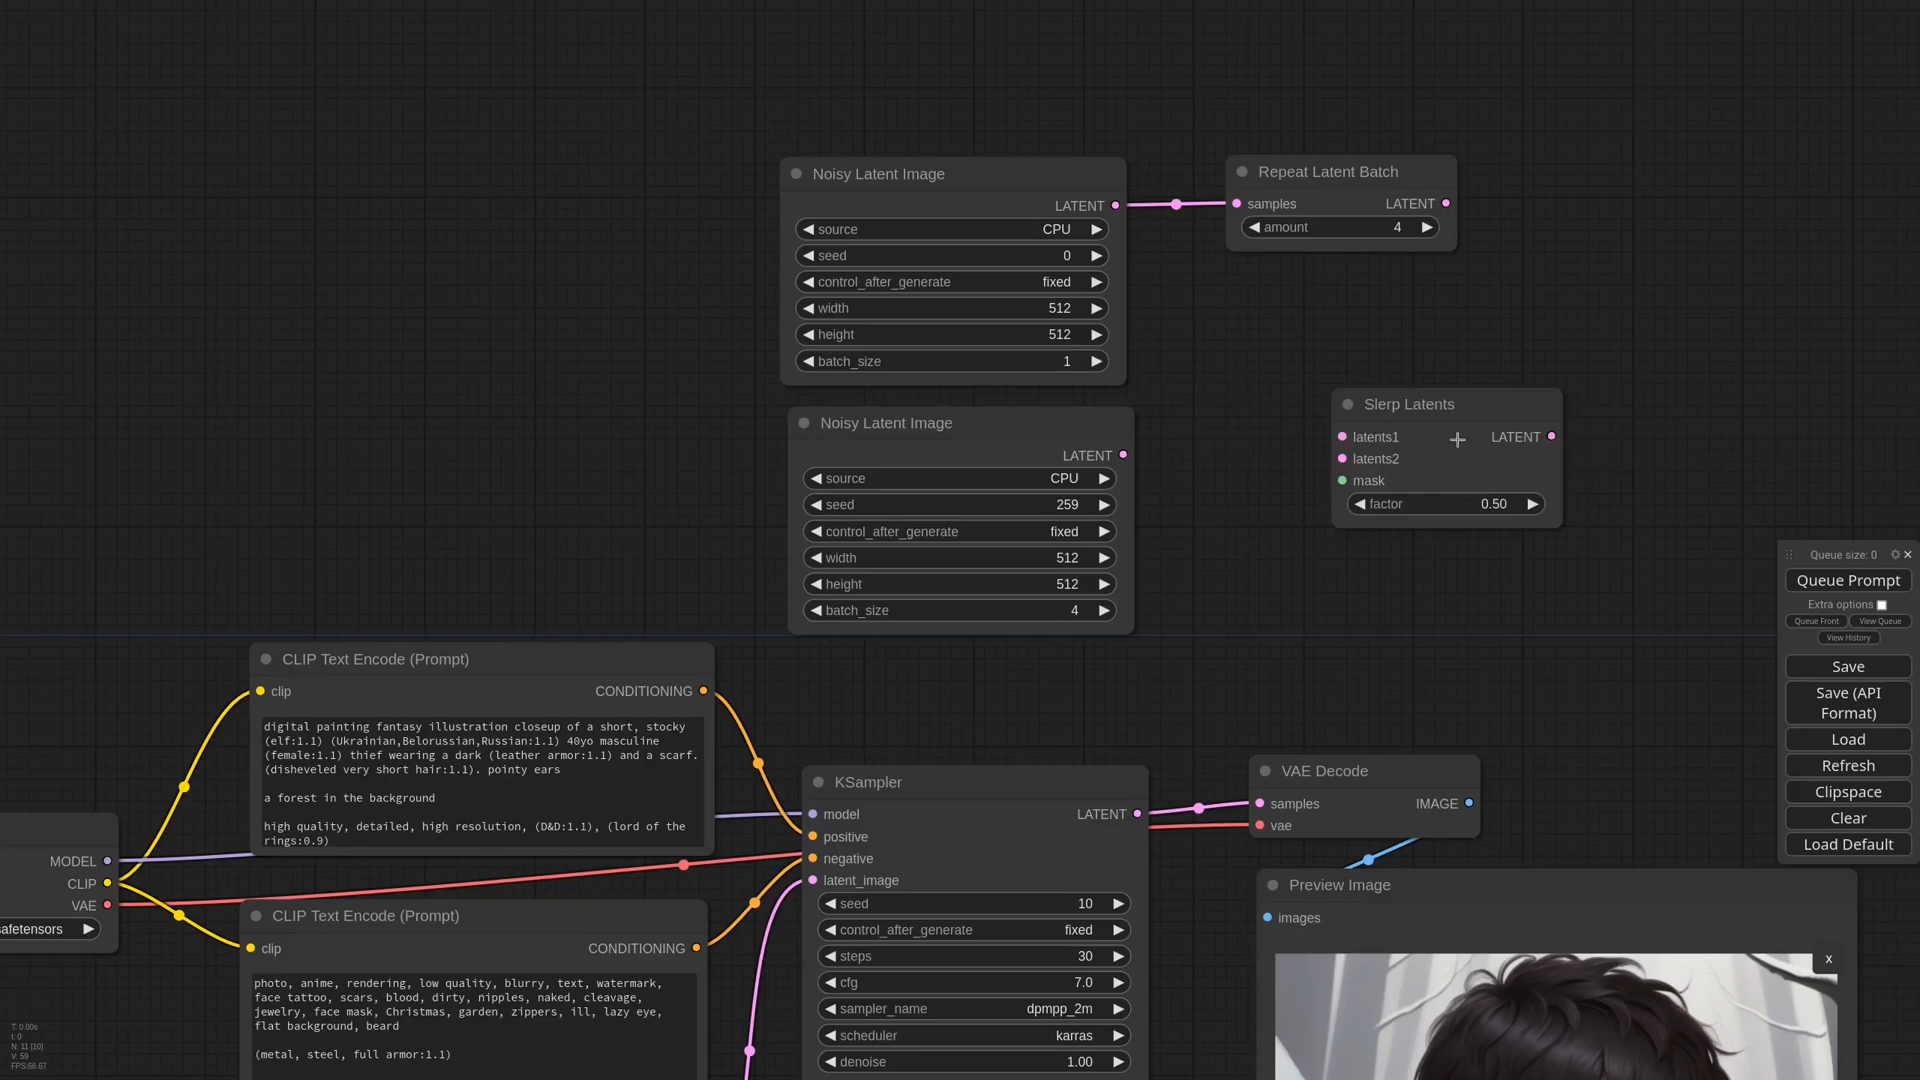 Noisy Latent Image
LATENT
source CPU
seed 0
control_after_generate fixed
width 512
height 512
batch_size 1
Repeat Latent Batch
samples LATENT
amount 4
Noisy Latent Image
LATENT
source CPU
seed 259
control_after_generate fixed
width 512
height 512
batch_size 4
Slerp Latents
latents1 LATENT
latents2
mask
factor 0.50
Queue size: 0
Queue Prompt
Extra options
Queue Front View Queue
View History
Save
Save (API
Format)
Load
Refresh
Clipspace
Clear
Load Default
CLIP Text Encode (Prompt)
clip CONDITIONING
digital painting fantasy illustration closeup of a short, stocky
(elf:1.1) (Ukrainian,Belorussian,Russian:1.1) 40yo masculine
(female:1.1) thief wearing a dark (leather armor:1.1) and a scarf.
(disheveled very short hair:1.1). pointy ears
a forest in the background
high quality, detailed, high resolution, (D&D:1.1), (lord of the
rings:0.9)
MODEL
CLIP
VAE
safetensors
CLIP Text Encode (Prompt)
clip CONDITIONING
photo, anime, rendering, low quality, blurry, text, watermark,
face tattoo, scars, blood, dirty, nipples, naked, cleavage,
jewelry, face mask, Christmas, garden, zippers, ill, lazy eye,
flat background, beard
(metal, steel, full armor:1.1)
KSampler
model LATENT
positive
negative
latent_image
seed 10
control_after_generate fixed
steps 30
cfg 7.0
sampler_name dpmpp_2m
scheduler karras
denoise 1.00
VAE Decode
samples IMAGE
vae
Preview Image
images
x
T: 0.00s
I: 0
N: 11 [10]
V: 59
FPS:66.67